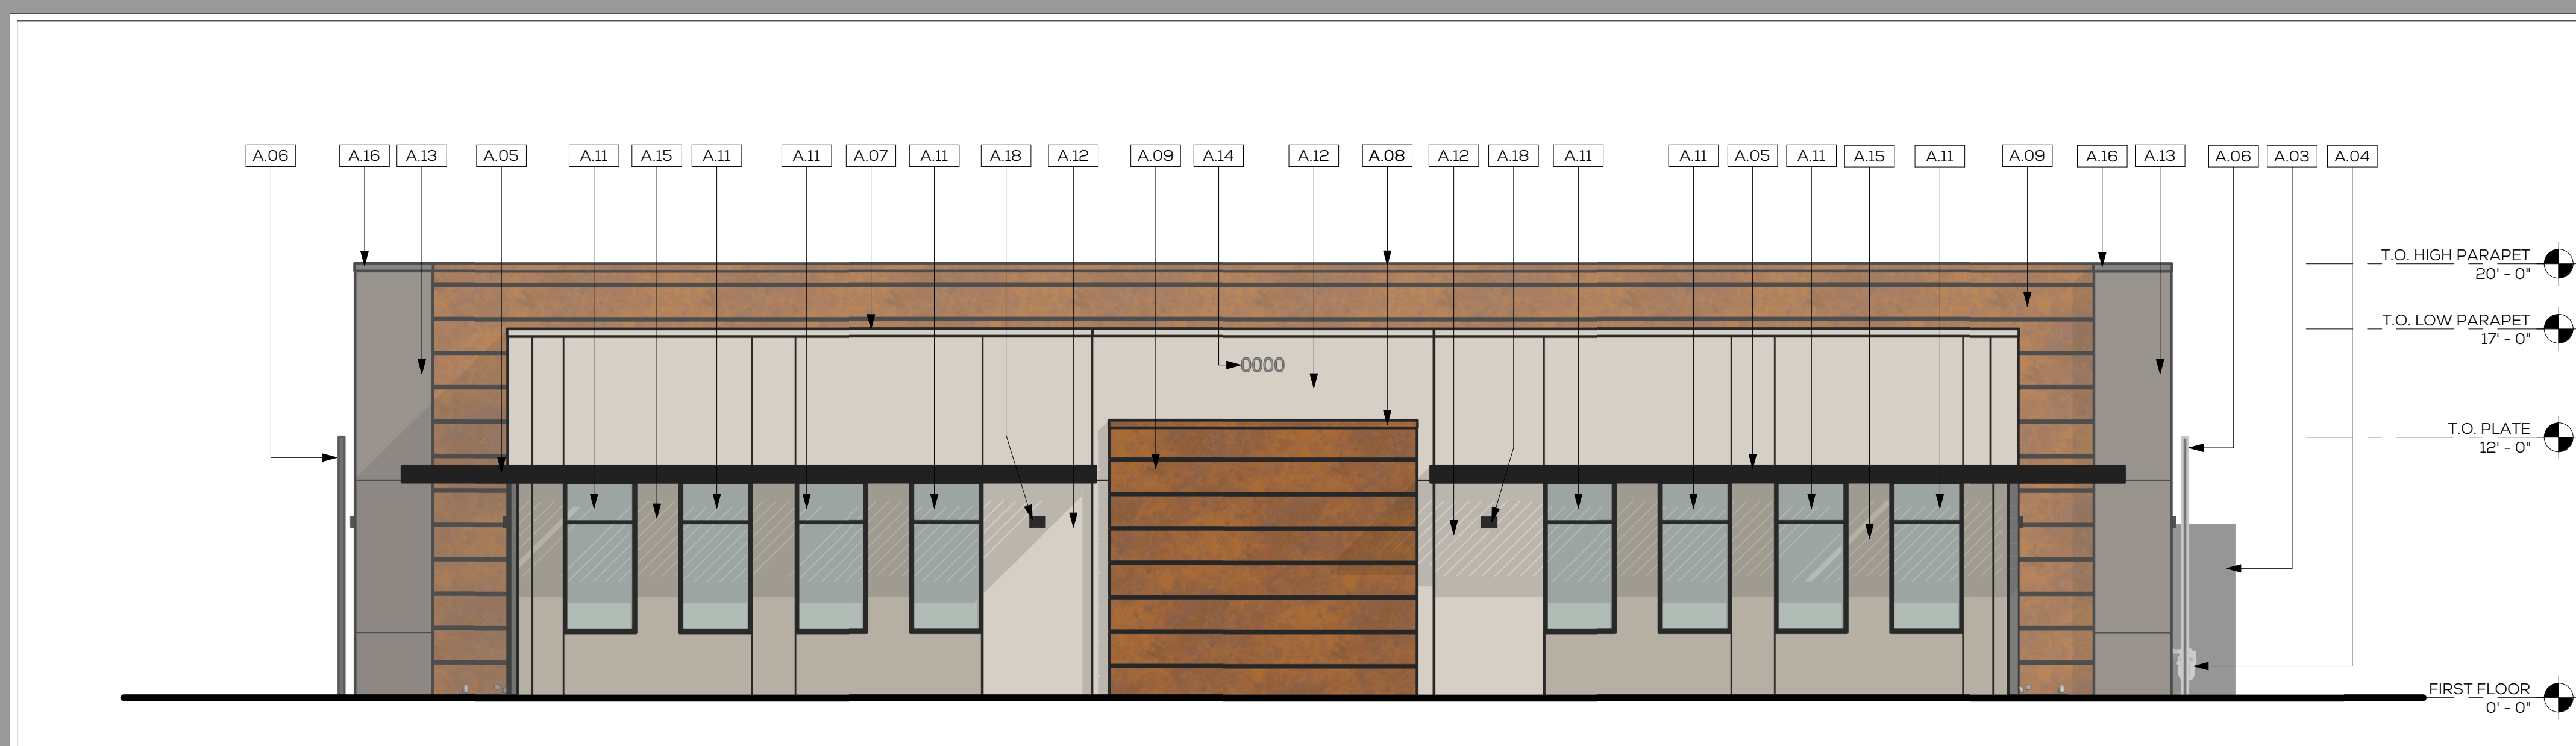 A.06 A.16 A.13 A.05 A.11 A.15 A.11 A.11 A.07 A.11 A.18 A.12 A.09 A.14 A.12 A.08 A.12 A.18 A.11 A.11 A.05 A.11 A.15 A.11 A.09 A.16 A.13 A.06 A.03 A.04
T.O. HIGH PARAPET
20' - 0"
T.O. LOW PARAPET
17' - 0"
0000
T.O. PLATE
12' - 0"
FIRST FLOOR
0' - 0"